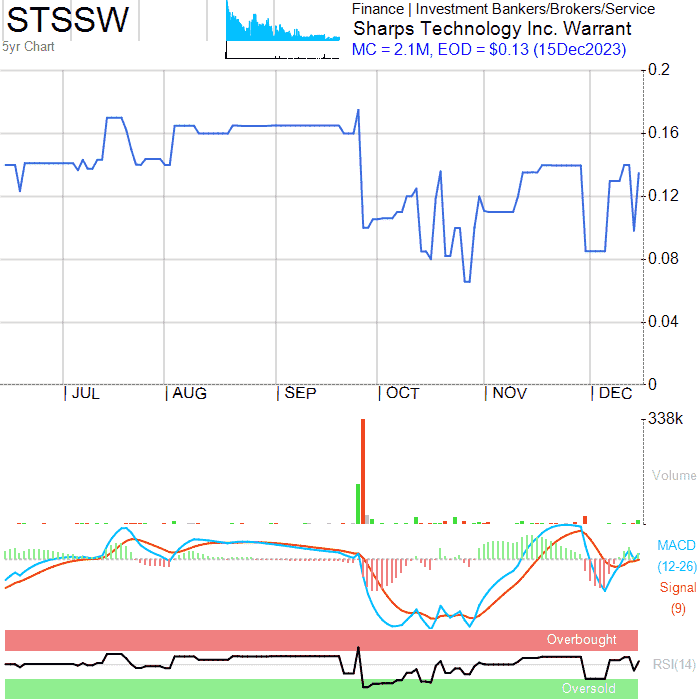 STSSW
5yr Chart
Finance | Investment Bankers/Brokers/Service
Sharps Technology Inc. Warrant
MC = 2.1M, EOD = $0.13 (15Dec2023)
0.2
0.16
0.12
0.08
0.04
0
| JUL | AUG | SEP | OCT | NOV | DEC
338k
Volume
MACD
(12-26)
Signal
(9)
Overbought
RSI(14)
Oversold